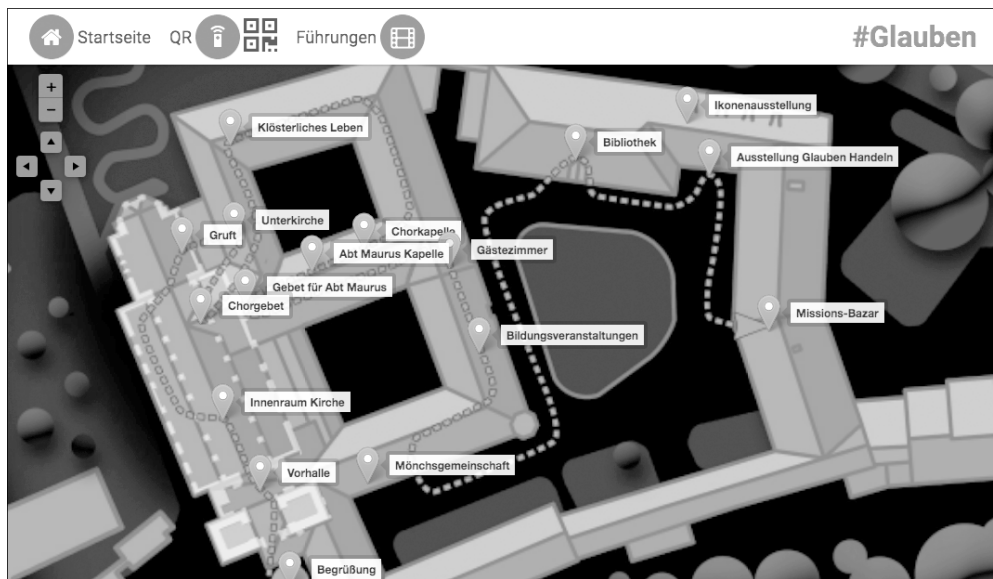 Startseite QR Führungen #Glauben
+
−
Ikonenausstellung
Klösterliches Leben
Bibliothek
Ausstellung Glauben Handeln
Unterkirche
Gruft
Chorkapelle
Abt Maurus Kapelle
Gästezimmer
Gebet für Abt Maurus
Chorgebet
Missions-Bazar
Bildungsveranstaltungen
Innenraum Kirche
Vorhalle
Mönchsgemeinschaft
Begrüßung